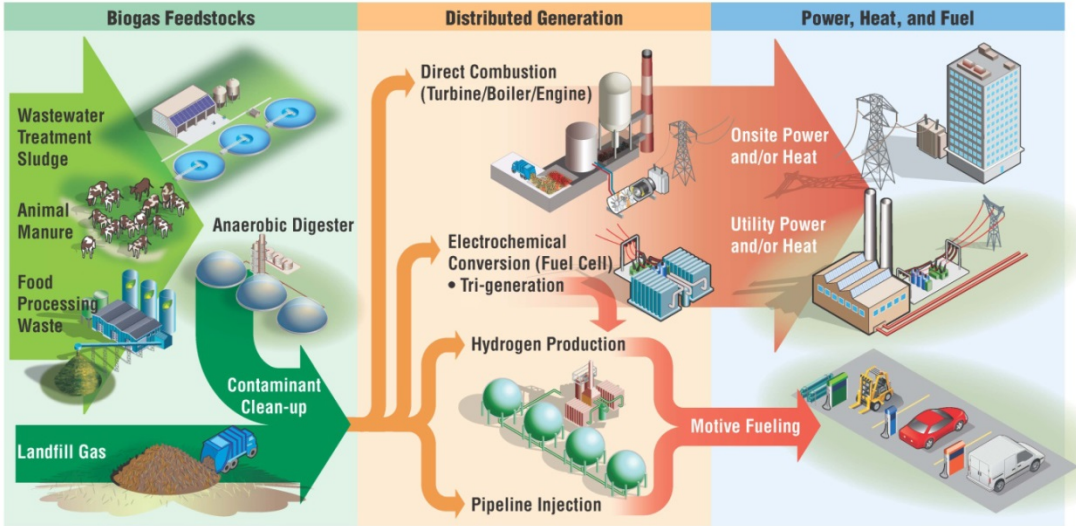 Biogas Feedstocks
Distributed Generation
Power, Heat, and Fuel
Wastewater
Treatment
Sludge
Animal
Manure
Food
Processing
Waste
Anaerobic Digester
Contaminant
Clean-up
Landfill Gas
Direct Combustion
(Turbine/Boiler/Engine)
Electrochemical
Conversion (Fuel Cell)
• Tri-generation
Hydrogen Production
Pipeline Injection
Onsite Power
and/or Heat
Utility Power
and/or Heat
Motive Fueling